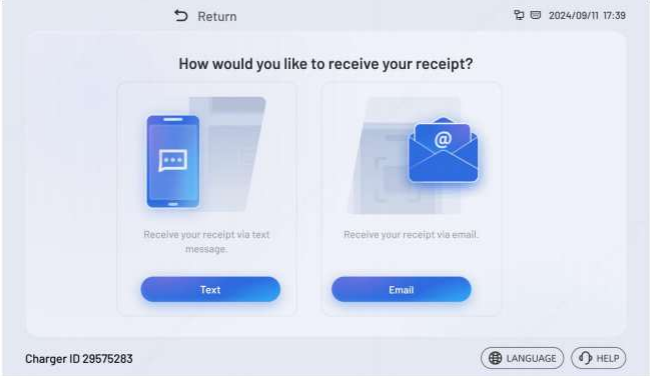 Return
2024/09/11 17:39
How would you like to receive your receipt?
@
Receive your receipt via text
message.
Receive your receipt via email.
Text
Email
Charger ID 29575283
LANGUAGE
HELP